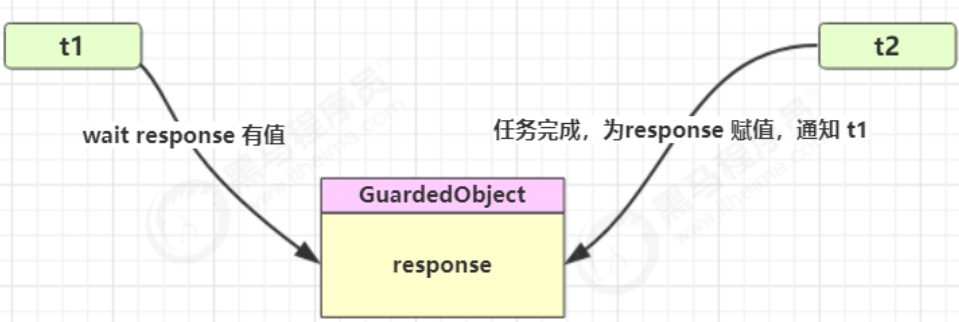 t1
t2
wait response 有值
任务完成，为response 赋值，通知 t1
GuardedObject
response
黑马程序员
www.itheima.com
黑马程序员
www.itheima.com